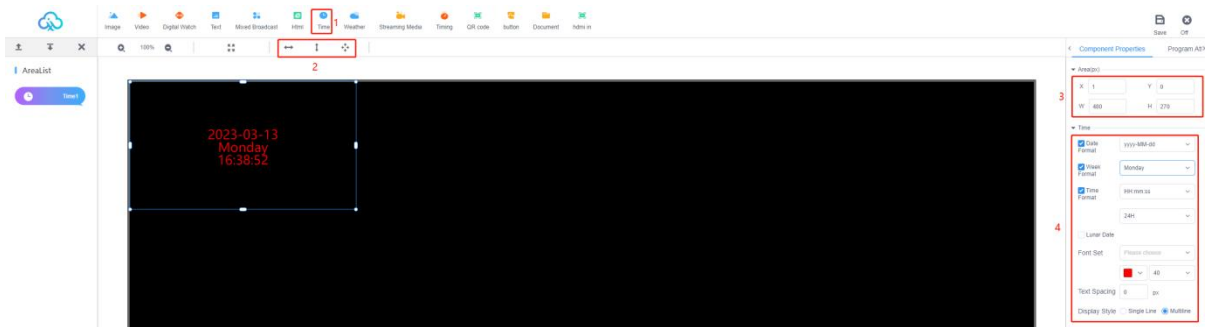 Image Video Digital Watch Text Mixed Broadcast Html Time Weather Streaming Media Timing QR code button Document hdmi in
1
Save Off
100%
2
Component Properties Program Att
AreaList
Time1
Area(px)
X 1 Y 0
W 480 H 270
3
2023-03-13
Monday
16:38:52
Time
Date Format yyyy-MM-dd
Week Format Monday
Time Format HH:mm:ss
24H
4
Lunar Date
Font Set Please choose
40
Text Spacing 0 px
Display Style Single Line Multiline